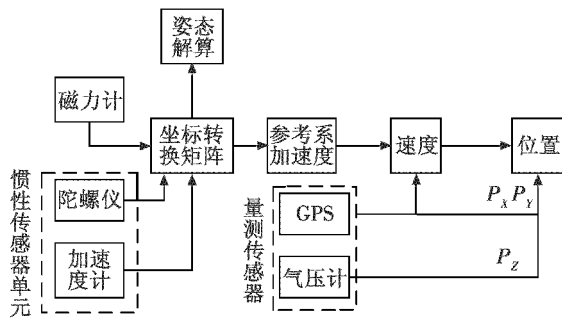 姿态
解算
磁力计
坐标转
换矩阵
参考系
加速度
速度
位置
惯性传感器单元
陀螺仪
加速
度计
量测传感器
GPS
气压计
P_X P_Y
P_Z